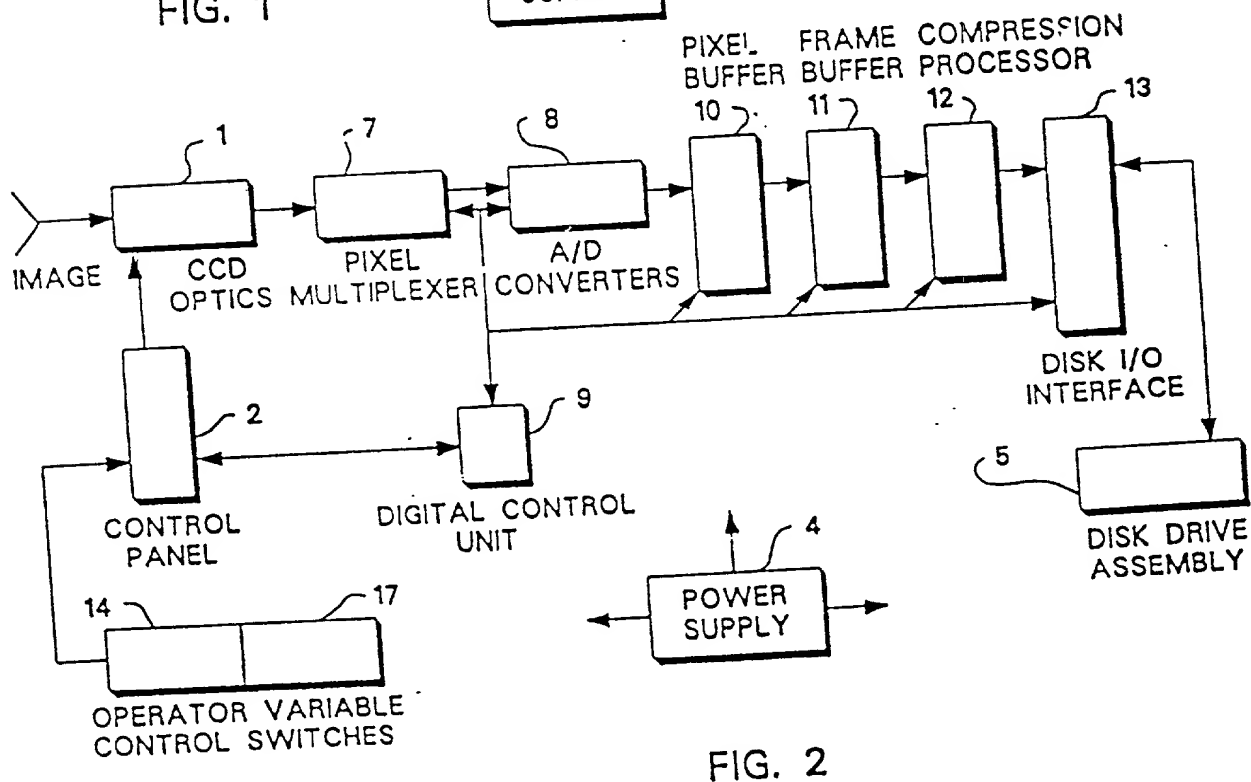 FIG. 1
PIXEL FRAME COMPRESSION
BUFFER BUFFER PROCESSOR
1
7
8
10
11
12
13
IMAGE
CCD
OPTICS
PIXEL
MULTIPLEXER
A/D
CONVERTERS
DISK I/O
INTERFACE
2
9
5
CONTROL
PANEL
DIGITAL CONTROL
UNIT
DISK DRIVE
ASSEMBLY
4
POWER
SUPPLY
14
17
OPERATOR VARIABLE
CONTROL SWITCHES
FIG. 2